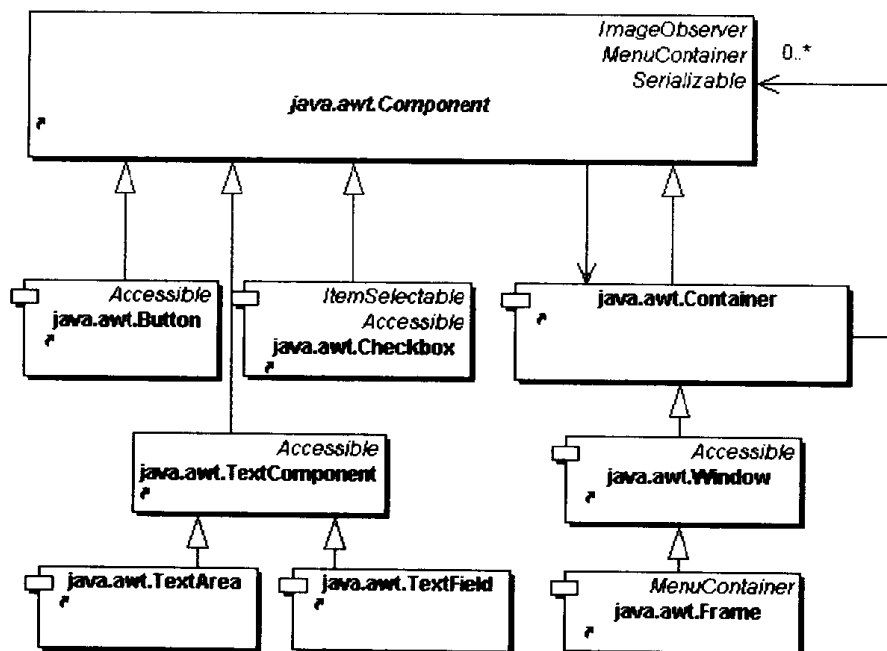 ImageObserver
MenuContainer
Serializable
0..*
java.awt.Component
Accessible
java.awt.Button
ItemSelectable
Accessible
java.awt.Checkbox
java.awt.Container
Accessible
java.awt.TextComponent
Accessible
java.awt.Window
java.awt.TextArea
java.awt.TextField
MenuContainer
java.awt.Frame